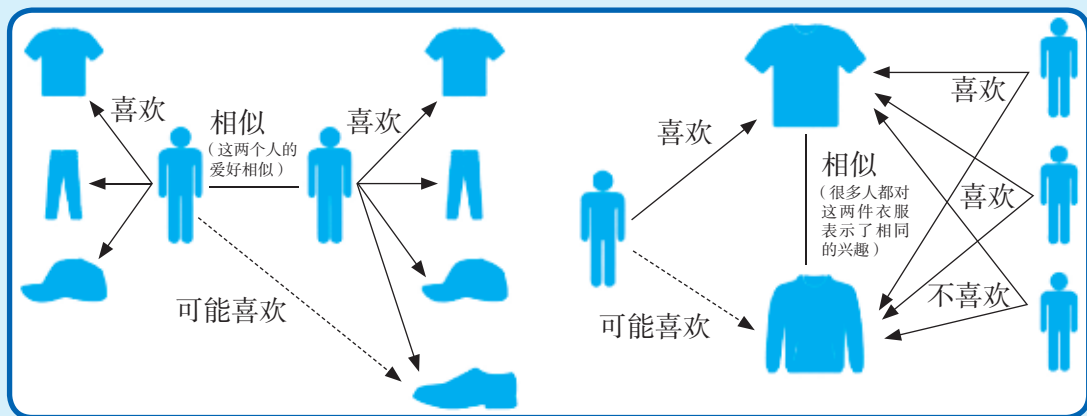 喜欢
相似
（这两个人的
爱好相似）
喜欢
可能喜欢
喜欢
可能喜欢
相似
（很多人都对
这两件衣服
表示了相同
的兴趣）
喜欢
喜欢
不喜欢